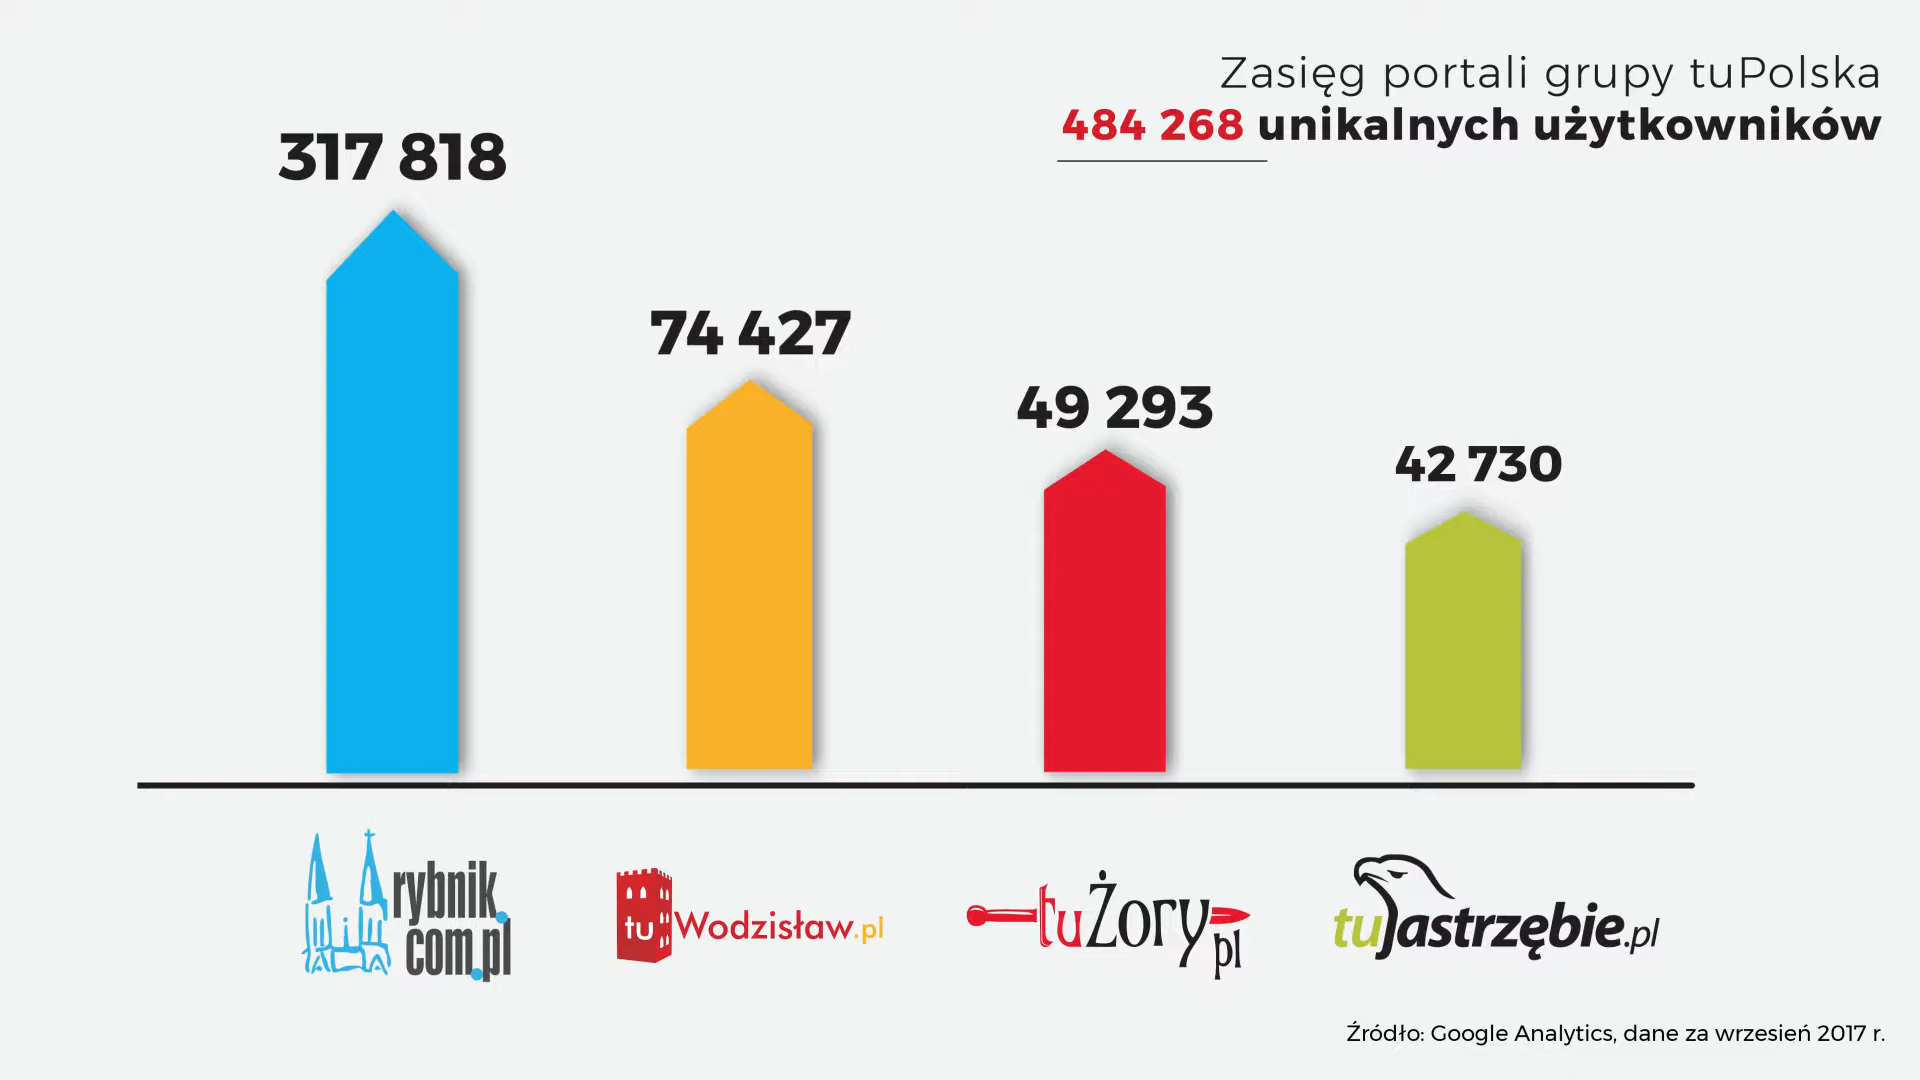 Zasięg portali grupy tuPolska
484 268 unikalnych użytkowników
317 818
74 427
49 293
42 730
rybnik.
com.pl
tu Wodzisław.pl
tuŻory.pl
tuJastrzębie.pl
Źródło: Google Analytics, dane za wrzesień 2017 r.